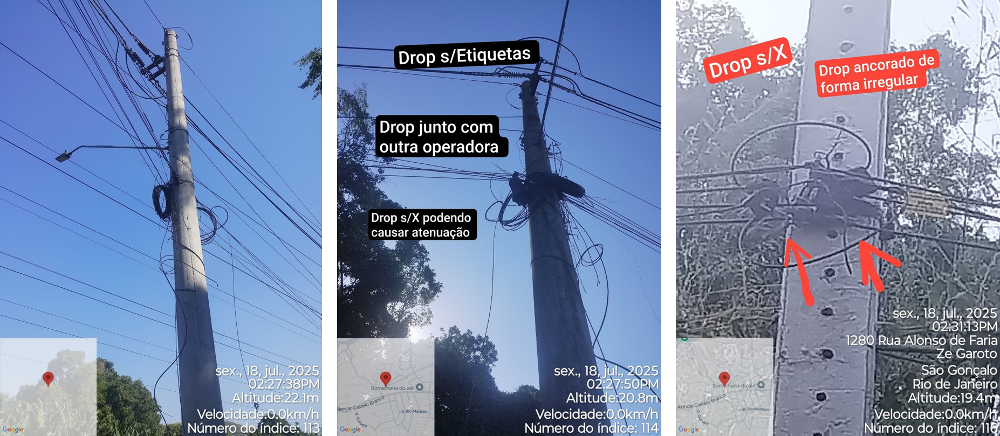 sex., 18, jul., 2025
02:27:38PM
Altitude:22.1m
Velocidade:0.0km/h
Número do índice: 113
Google
Drop s/Etiquetas
Drop junto com
outra operadora
Drop s/X podendo
causar atenuação
Borracharia do alé
Alencar Castelo Branco
R. Gurupá
R. Rio Madeira
Google
sex., 18, jul., 2025
02:27:50PM
Altitude:20.8m
Velocidade:0.0km/h
Número do índice: 114
Drop s/X
Drop ancorado de
forma irregular
sex., 18, jul., 2025
02:31:13PM
1280 Rua Alonso de Faria
Ze Garoto
São Gonçalo
Rio de Janeiro
Altitude:19.4m
Velocidade:0.0km/h
Número do índice: 116
Borracharia do alé
Alencar Castelo Branco
R. Gurupá
R. Rio Madeira
Google